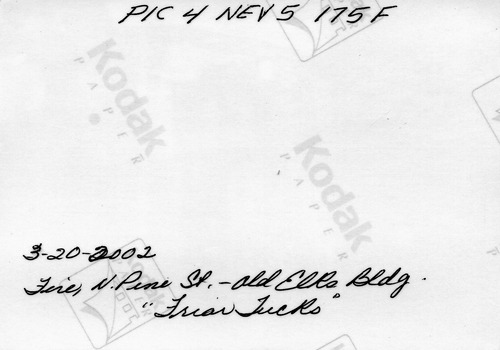 PIC 4 NEV 5 175F
Kodak
PAPER
Kodak
PAPER
3-20-2002
Fire, N. Pine St. - old Elks Bldg.
"Friar Tucks"